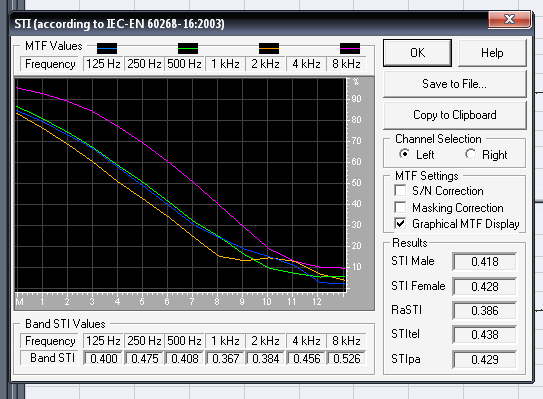 STI (according to IEC-EN 60268-16:2003)
MTF Values
Frequency 125 Hz 250 Hz 500 Hz 1 kHz 2 kHz 4 kHz 8 kHz
%
90
80
70
60
50
40
30
20
10
M 1 2 3 4 5 6 7 8 9 10 11 12
Band STI Values
Frequency 125 Hz 250 Hz 500 Hz 1 kHz 2 kHz 4 kHz 8 kHz
Band STI 0.400 0.475 0.408 0.367 0.384 0.456 0.526
OK Help
Save to File...
Copy to Clipboard
Channel Selection
Left Right
MTF Settings
S/N Correction
Masking Correction
Graphical MTF Display
Results
STI Male 0.418
STI Female 0.428
RaSTI 0.386
STItel 0.438
STIpa 0.429